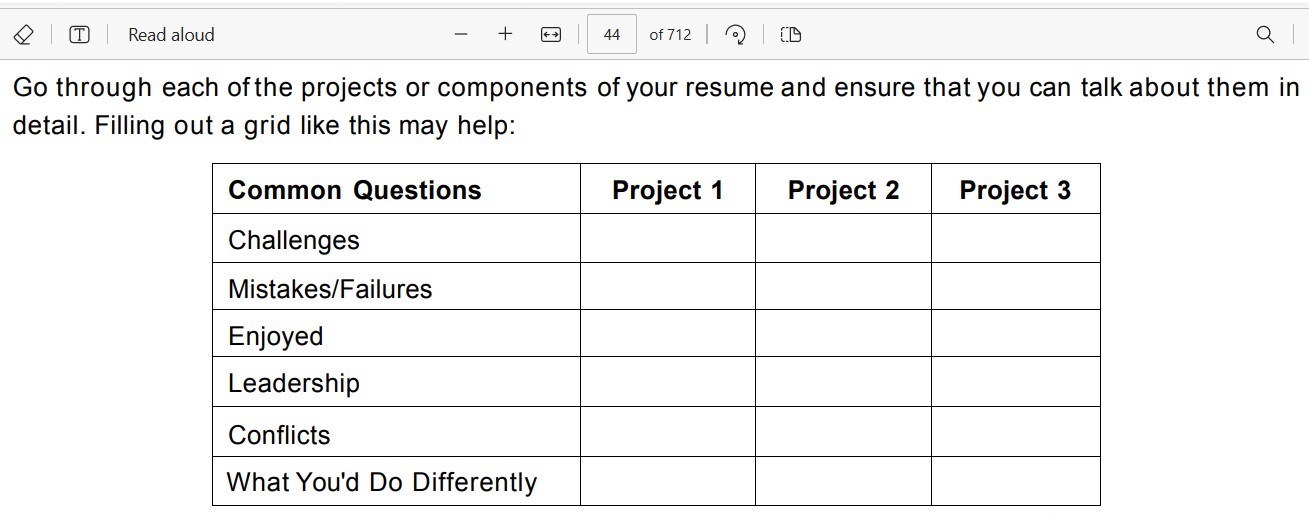 Read aloud 44 of 712
Go through each of the projects or components of your resume and ensure that you can talk about them in
detail. Filling out a grid like this may help:
Common Questions Project 1 Project 2 Project 3
Challenges
Mistakes/Failures
Enjoyed
Leadership
Conflicts
What You'd Do Differently